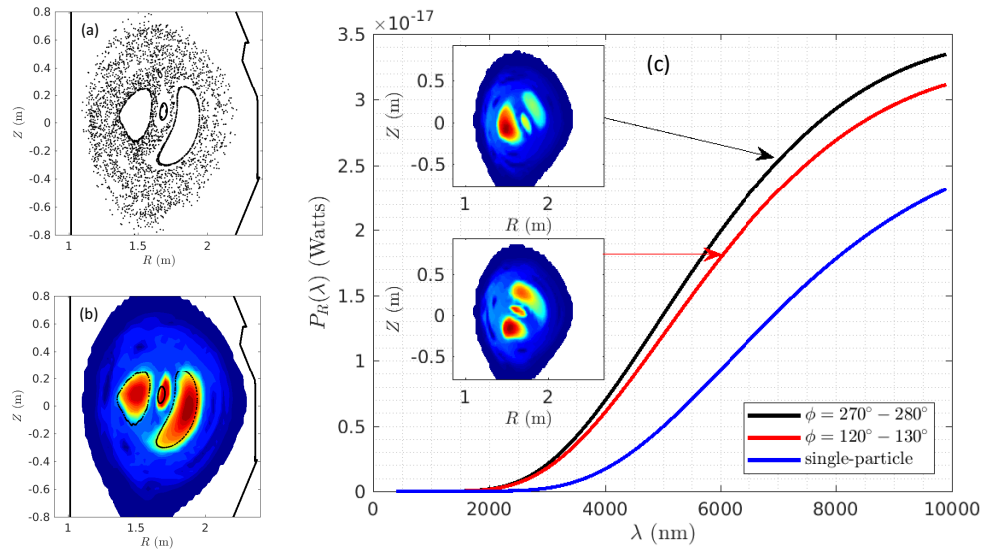 (a)
0.8
0.6
0.4
0.2
0
-0.2
-0.4
-0.6
-0.8
Z (m)
1 1.5 2
R (m)
(b)
0.8
0.6
0.4
0.2
0
-0.2
-0.4
-0.6
-0.8
Z (m)
1 1.5 2
R (m)
×10⁻¹⁷
(c)
3.5
3
2.5
2
1.5
1
0.5
0
P_R(λ) (Watts)
0 2000 4000 6000 8000 10000
λ (nm)
0.5
0
-0.5
Z (m)
1 2
R (m)
0.5
0
-0.5
Z (m)
1 2
R (m)
ϕ = 270° − 280°
ϕ = 120° − 130°
single-particle